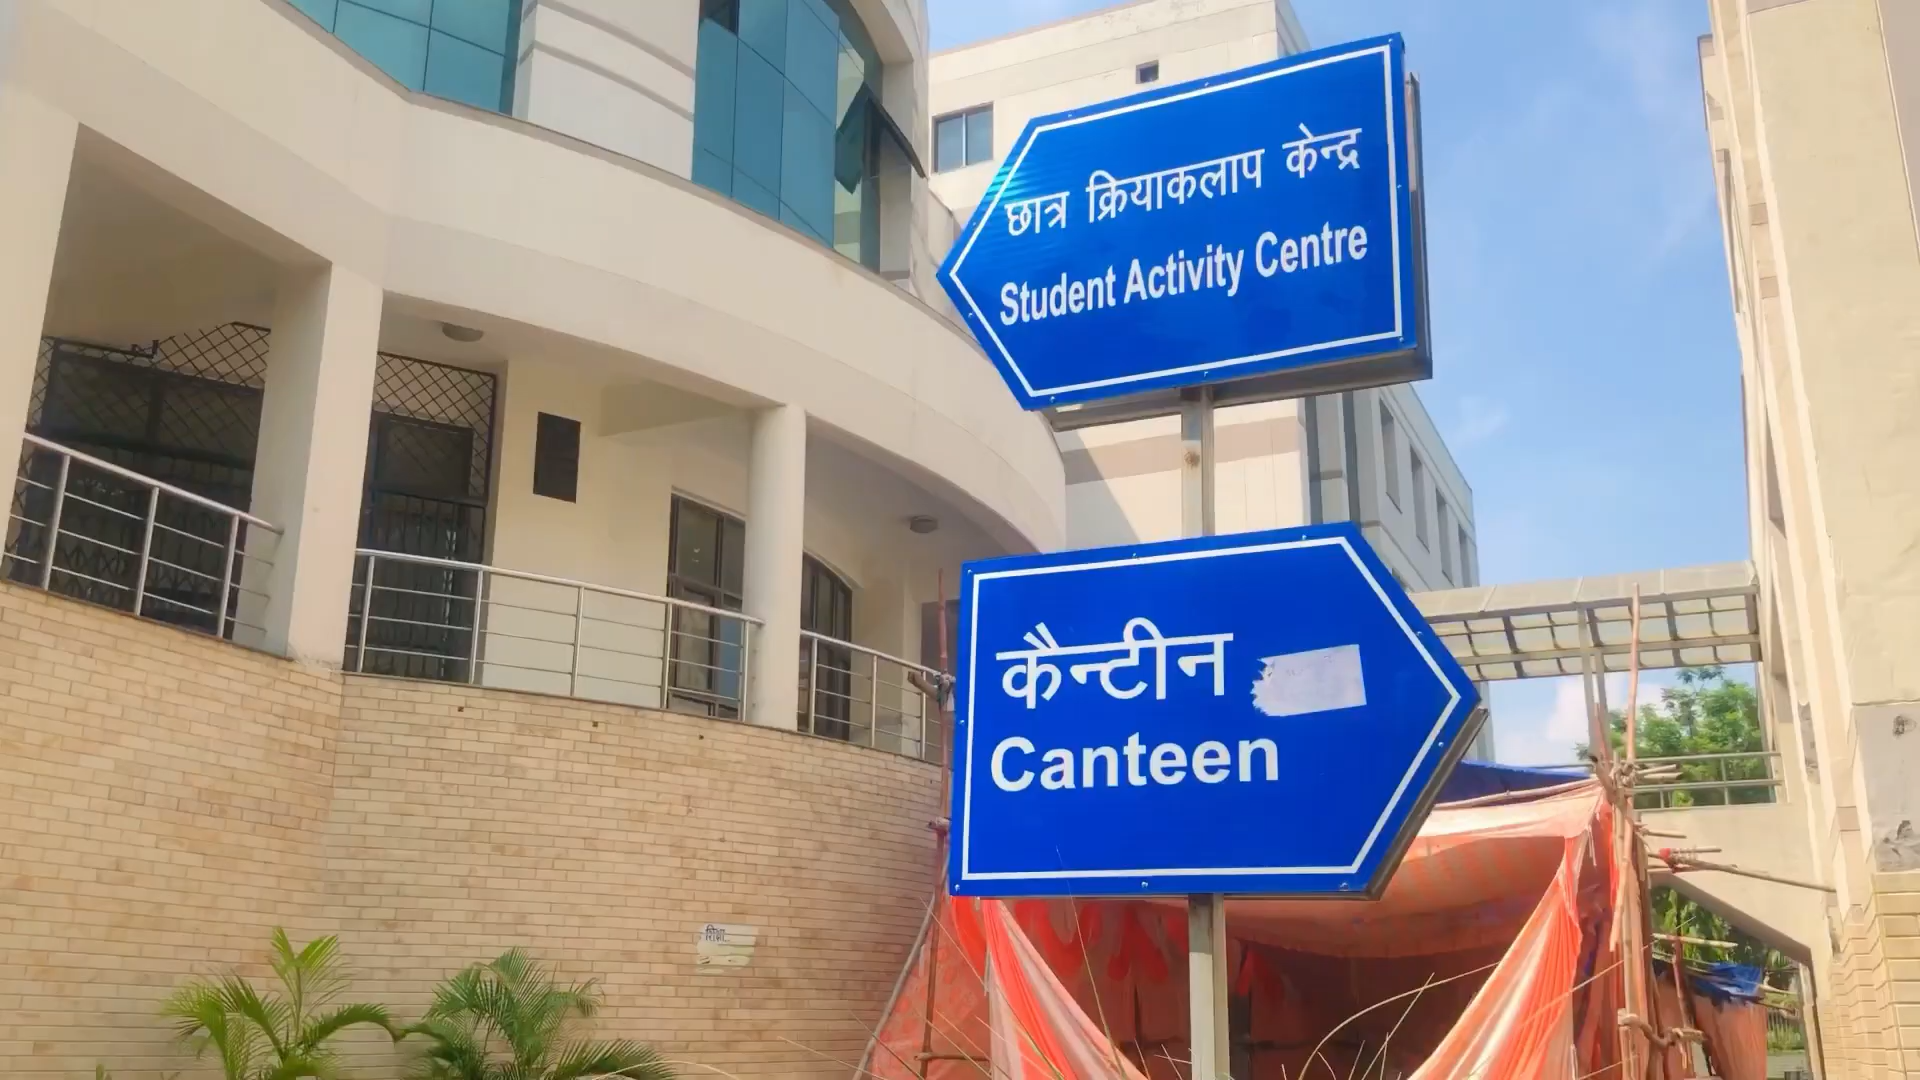 छात्र क्रियाकलाप केन्द्र
Student Activity Centre
कैन्टीन
Canteen